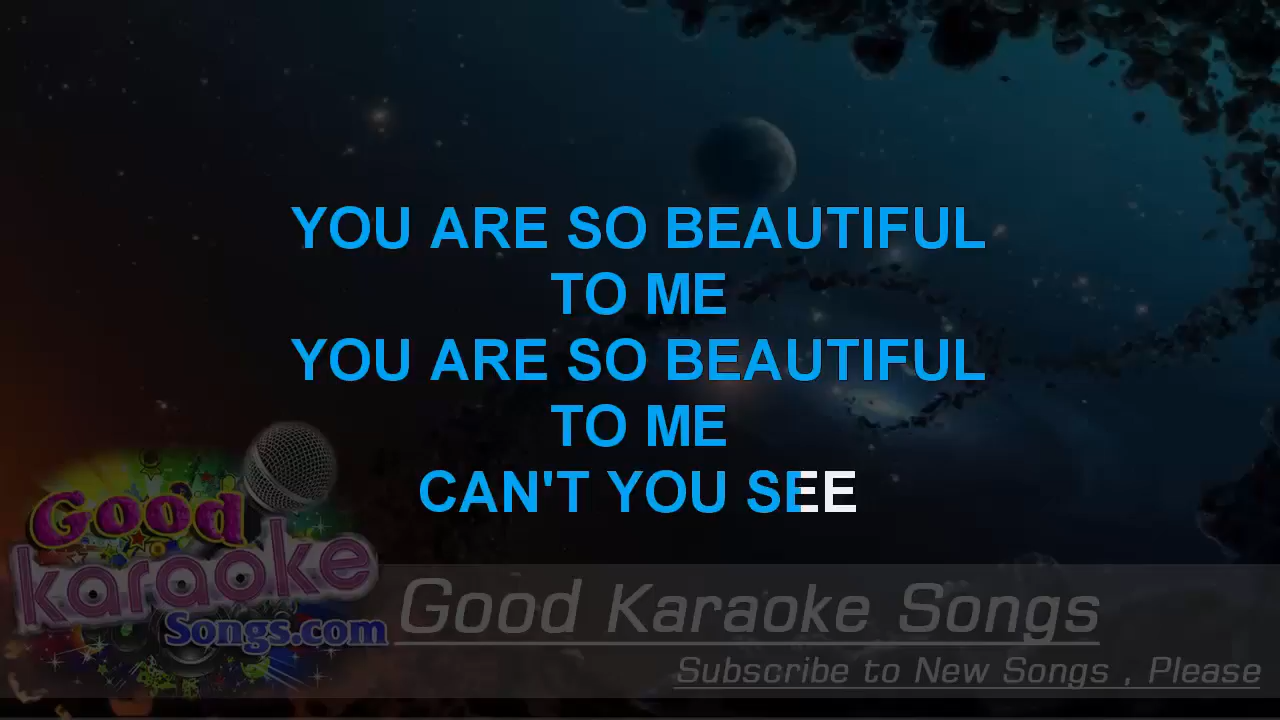 YOU ARE SO BEAUTIFUL
TO ME
YOU ARE SO BEAUTIFUL
TO ME
CAN'T YOU SEE
Good
karaoke
Songs.com
Good Karaoke Songs
Subscribe to New Songs , Please